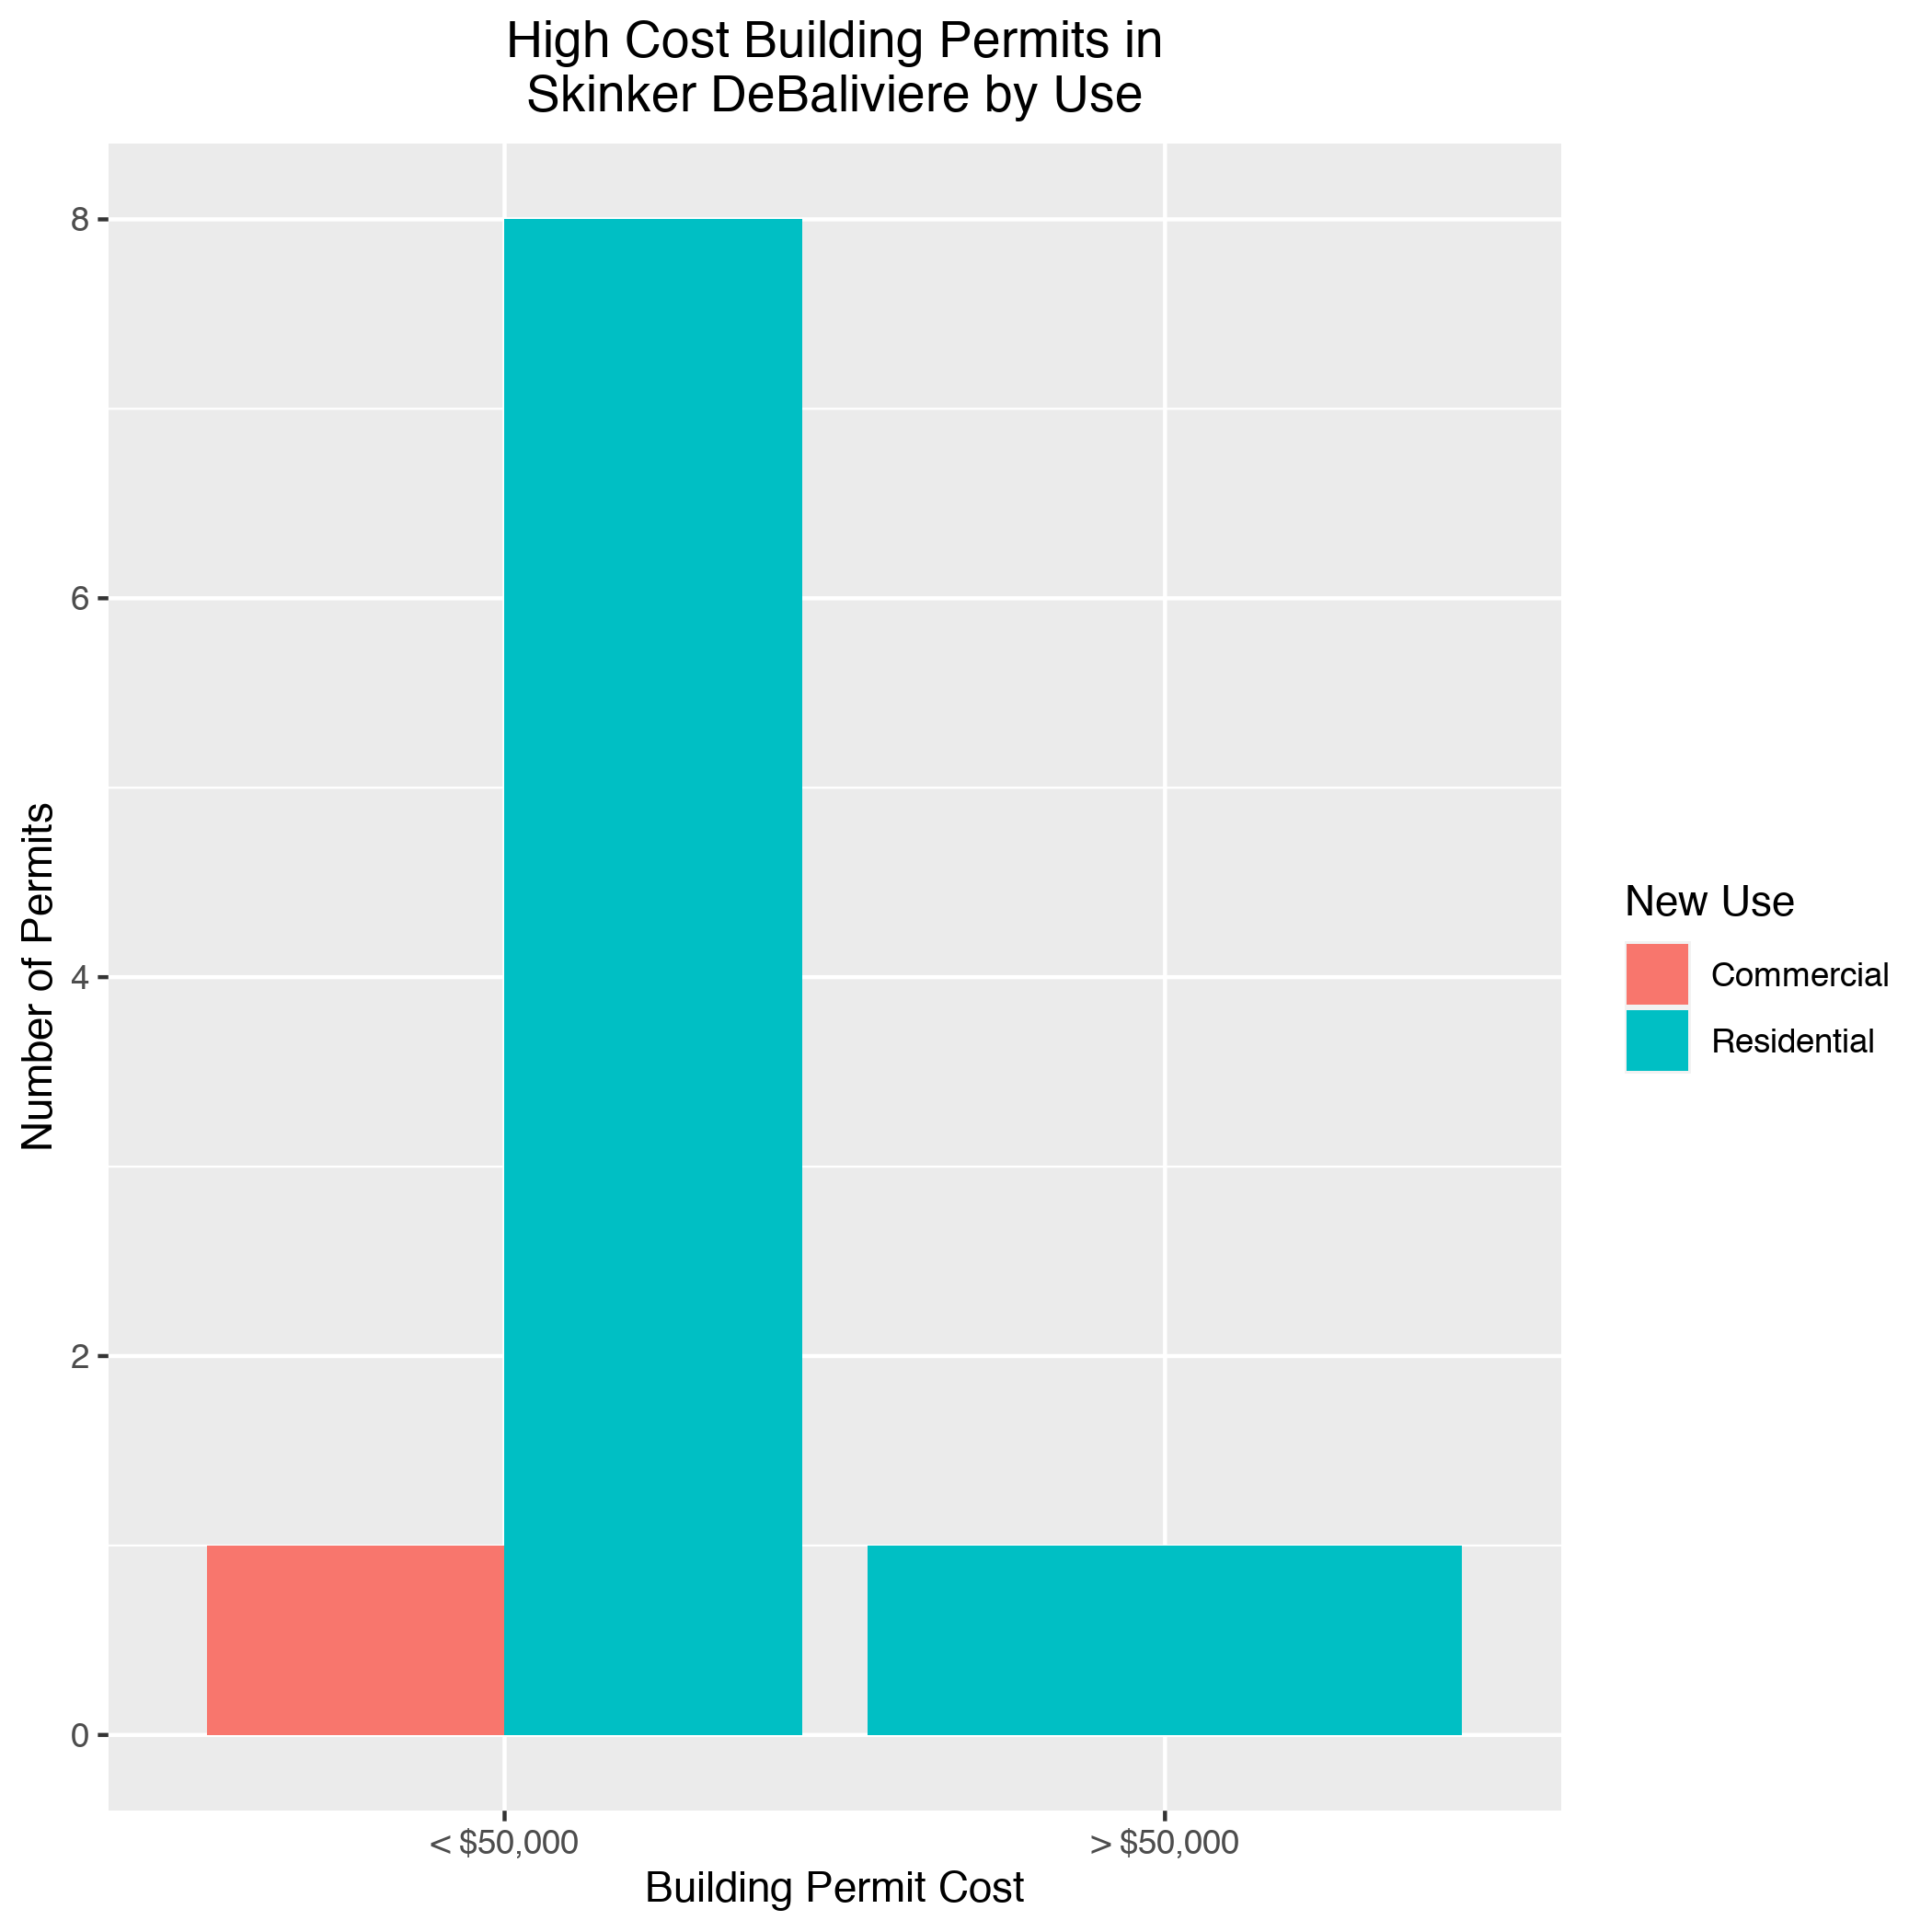 High Cost Building Permits in
Skinker DeBaliviere by Use
Number of Permits
8
6
4
2
0
< $50,000
> $50,000
Building Permit Cost
New Use
Commercial
Residential